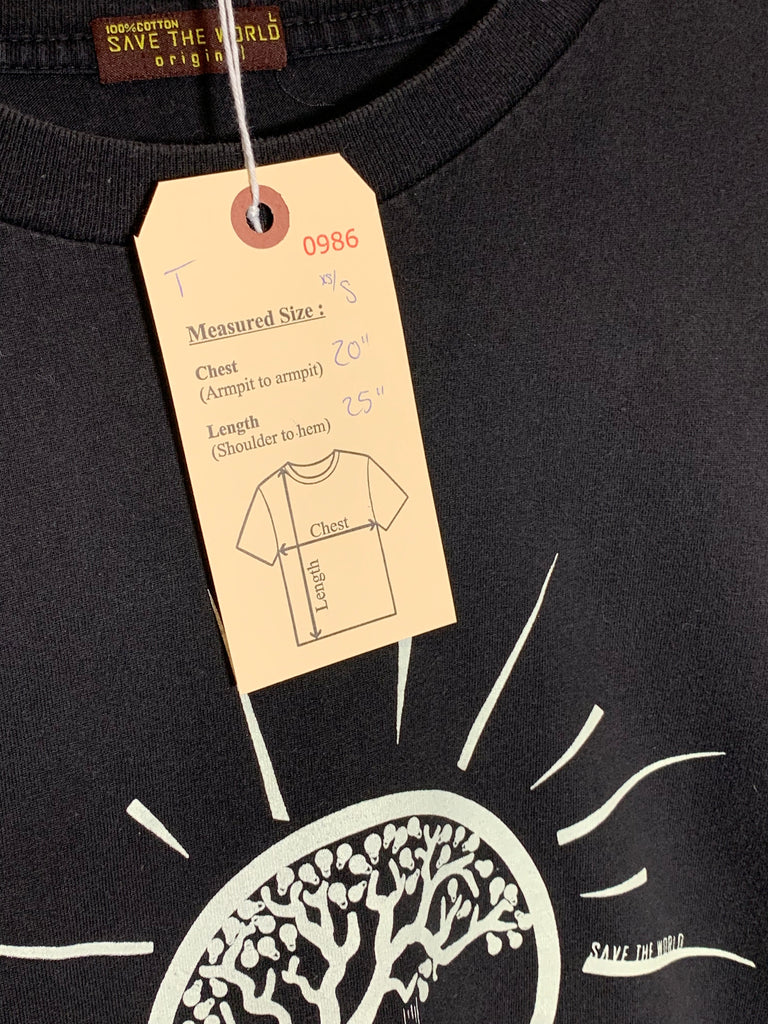 100%COTTON L
SAVE THE WORLD
original
0986
T
XS/S
Measured Size :
Chest 20"
(Armpit to armpit)
Length 25"
(Shoulder to hem)
Chest
Length
SAVE THE WORLD